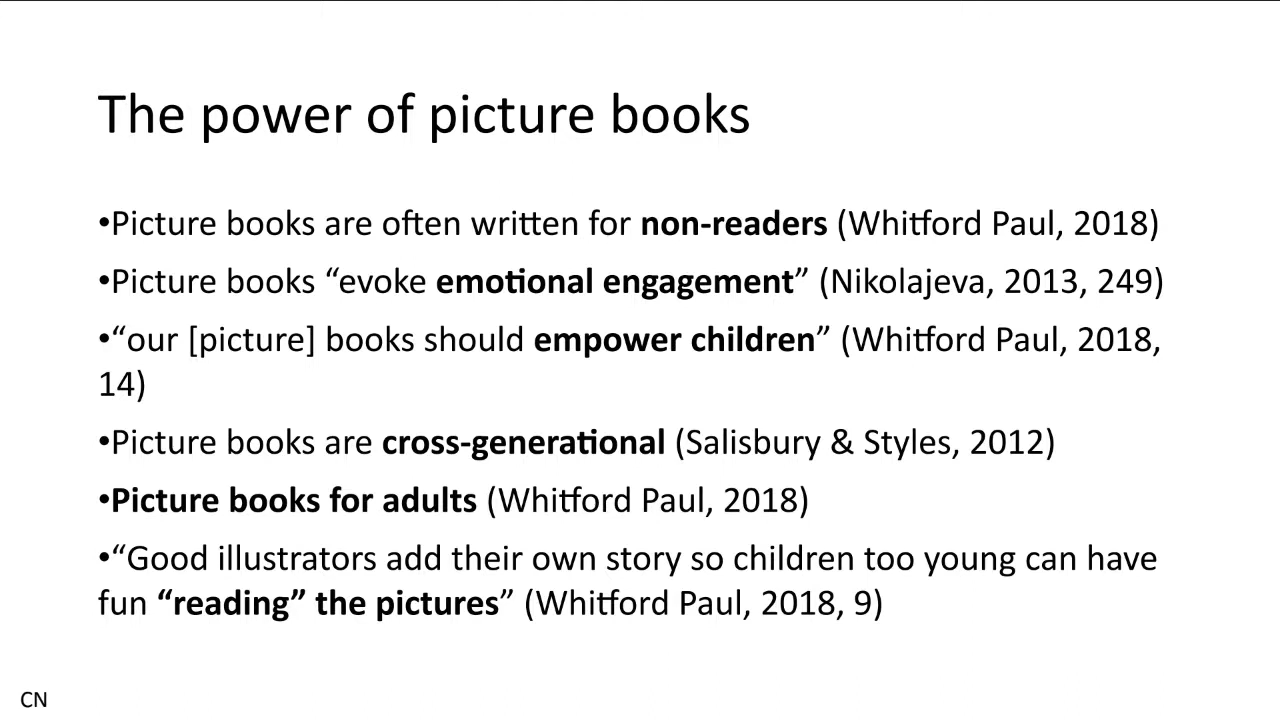 The power of picture books
•Picture books are often written for non-readers (Whitford Paul, 2018)
•Picture books “evoke emotional engagement” (Nikolajeva, 2013, 249)
•“our [picture] books should empower children” (Whitford Paul, 2018,
14)
•Picture books are cross-generational (Salisbury & Styles, 2012)
•Picture books for adults (Whitford Paul, 2018)
•“Good illustrators add their own story so children too young can have
fun “reading” the pictures” (Whitford Paul, 2018, 9)
CN